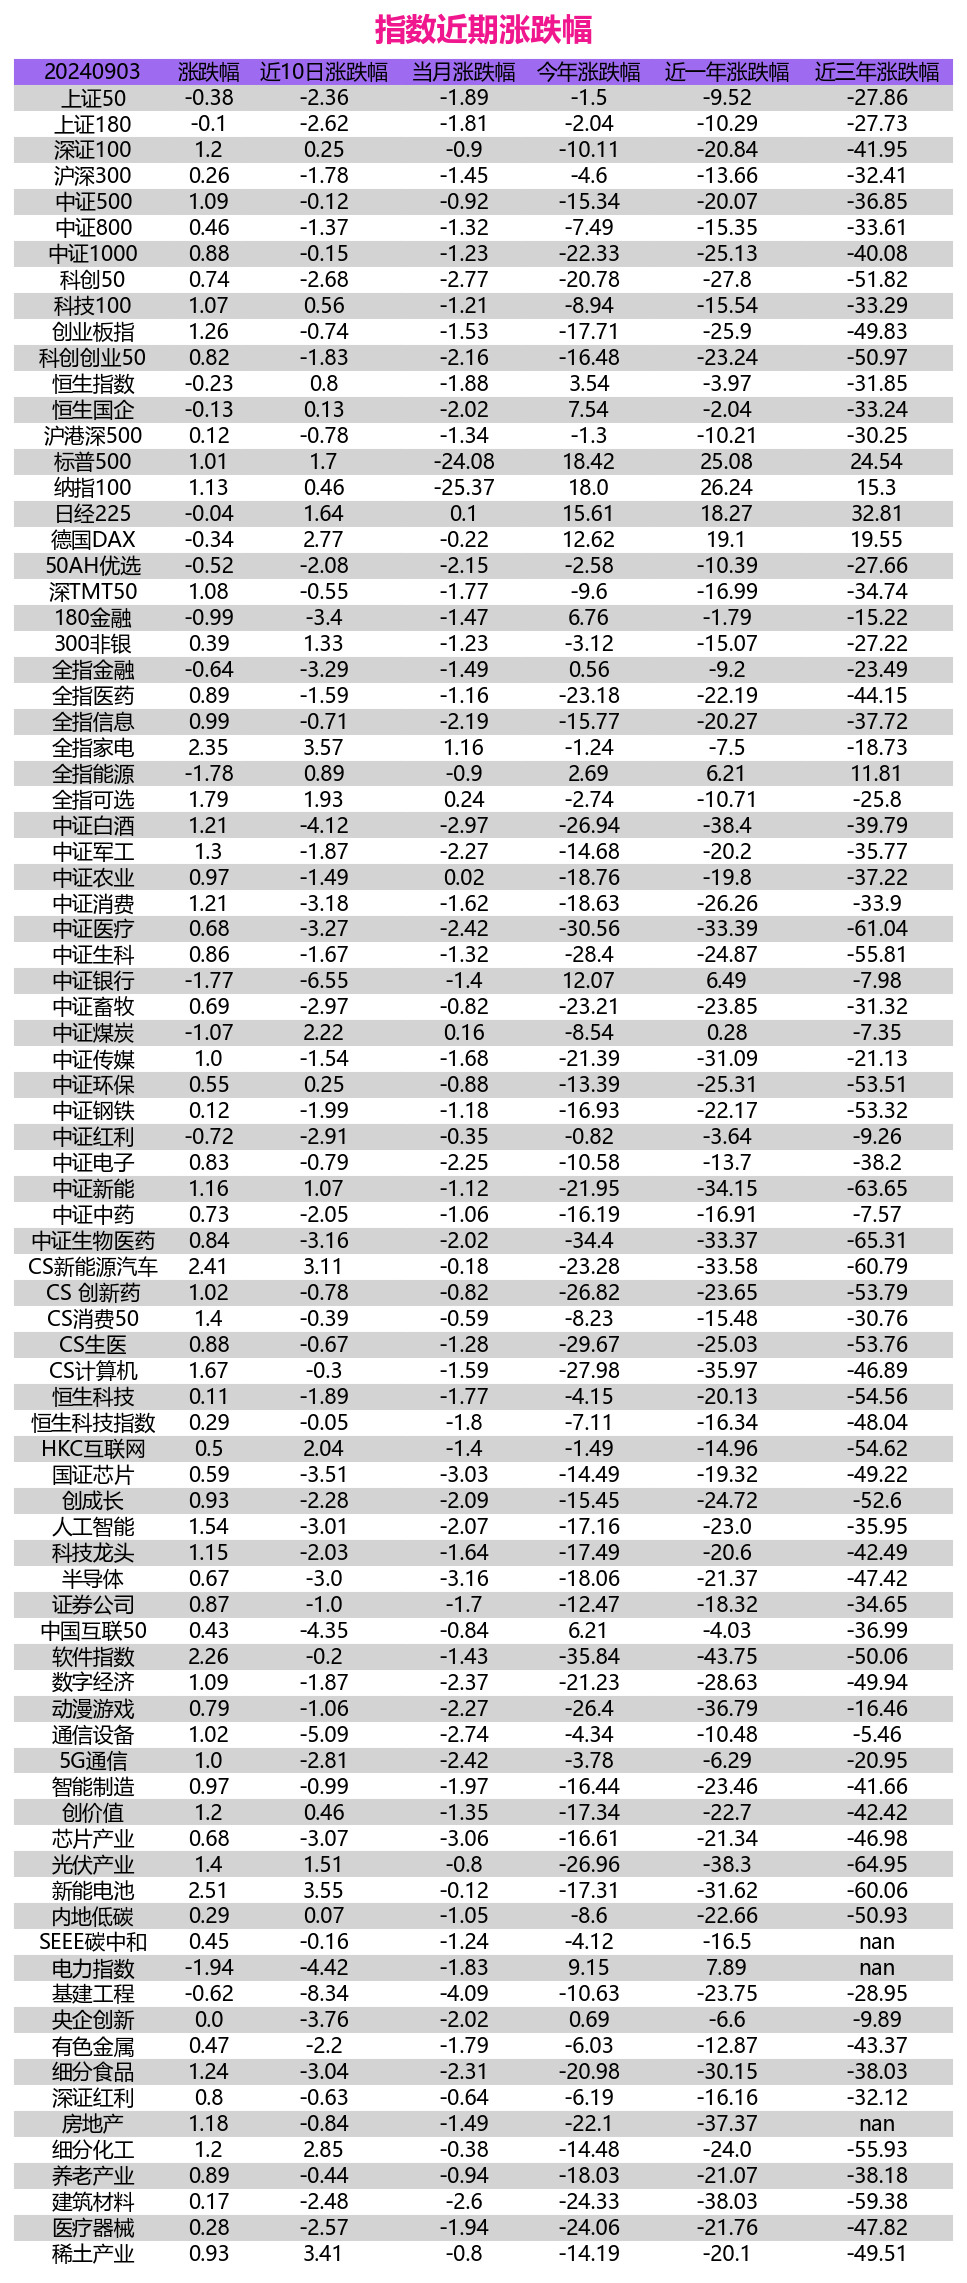 指数近期涨跌幅
20240903 涨跌幅 近10日涨跌幅 当月涨跌幅 今年涨跌幅 近一年涨跌幅 近三年涨跌幅
上证50 -0.38 -2.36 -1.89 -1.5 -9.52 -27.86
上证180 -0.1 -2.62 -1.81 -2.04 -10.29 -27.73
深证100 1.2 0.25 -0.9 -10.11 -20.84 -41.95
沪深300 0.26 -1.78 -1.45 -4.6 -13.66 -32.41
中证500 1.09 -0.12 -0.92 -15.34 -20.07 -36.85
中证800 0.46 -1.37 -1.32 -7.49 -15.35 -33.61
中证1000 0.88 -0.15 -1.23 -22.33 -25.13 -40.08
科创50 0.74 -2.68 -2.77 -20.78 -27.8 -51.82
科技100 1.07 0.56 -1.21 -8.94 -15.54 -33.29
创业板指 1.26 -0.74 -1.53 -17.71 -25.9 -49.83
科创创业50 0.82 -1.83 -2.16 -16.48 -23.24 -50.97
恒生指数 -0.23 0.8 -1.88 3.54 -3.97 -31.85
恒生国企 -0.13 0.13 -2.02 7.54 -2.04 -33.24
沪港深500 0.12 -0.78 -1.34 -1.3 -10.21 -30.25
标普500 1.01 1.7 -24.08 18.42 25.08 24.54
纳指100 1.13 0.46 -25.37 18.0 26.24 15.3
日经225 -0.04 1.64 0.1 15.61 18.27 32.81
德国DAX -0.34 2.77 -0.22 12.62 19.1 19.55
50AH优选 -0.52 -2.08 -2.15 -2.58 -10.39 -27.66
深TMT50 1.08 -0.55 -1.77 -9.6 -16.99 -34.74
180金融 -0.99 -3.4 -1.47 6.76 -1.79 -15.22
300非银 0.39 1.33 -1.23 -3.12 -15.07 -27.22
全指金融 -0.64 -3.29 -1.49 0.56 -9.2 -23.49
全指医药 0.89 -1.59 -1.16 -23.18 -22.19 -44.15
全指信息 0.99 -0.71 -2.19 -15.77 -20.27 -37.72
全指家电 2.35 3.57 1.16 -1.24 -7.5 -18.73
全指能源 -1.78 0.89 -0.9 2.69 6.21 11.81
全指可选 1.79 1.93 0.24 -2.74 -10.71 -25.8
中证白酒 1.21 -4.12 -2.97 -26.94 -38.4 -39.79
中证军工 1.3 -1.87 -2.27 -14.68 -20.2 -35.77
中证农业 0.97 -1.49 0.02 -18.76 -19.8 -37.22
中证消费 1.21 -3.18 -1.62 -18.63 -26.26 -33.9
中证医疗 0.68 -3.27 -2.42 -30.56 -33.39 -61.04
中证生科 0.86 -1.67 -1.32 -28.4 -24.87 -55.81
中证银行 -1.77 -6.55 -1.4 12.07 6.49 -7.98
中证畜牧 0.69 -2.97 -0.82 -23.21 -23.85 -31.32
中证煤炭 -1.07 2.22 0.16 -8.54 0.28 -7.35
中证传媒 1.0 -1.54 -1.68 -21.39 -31.09 -21.13
中证环保 0.55 0.25 -0.88 -13.39 -25.31 -53.51
中证钢铁 0.12 -1.99 -1.18 -16.93 -22.17 -53.32
中证红利 -0.72 -2.91 -0.35 -0.82 -3.64 -9.26
中证电子 0.83 -0.79 -2.25 -10.58 -13.7 -38.2
中证新能 1.16 1.07 -1.12 -21.95 -34.15 -63.65
中证中药 0.73 -2.05 -1.06 -16.19 -16.91 -7.57
中证生物医药 0.84 -3.16 -2.02 -34.4 -33.37 -65.31
CS新能源汽车 2.41 3.11 -0.18 -23.28 -33.58 -60.79
CS 创新药 1.02 -0.78 -0.82 -26.82 -23.65 -53.79
CS消费50 1.4 -0.39 -0.59 -8.23 -15.48 -30.76
CS生医 0.88 -0.67 -1.28 -29.67 -25.03 -53.76
CS计算机 1.67 -0.3 -1.59 -27.98 -35.97 -46.89
恒生科技 0.11 -1.89 -1.77 -4.15 -20.13 -54.56
恒生科技指数 0.29 -0.05 -1.8 -7.11 -16.34 -48.04
HKC互联网 0.5 2.04 -1.4 -1.49 -14.96 -54.62
国证芯片 0.59 -3.51 -3.03 -14.49 -19.32 -49.22
创成长 0.93 -2.28 -2.09 -15.45 -24.72 -52.6
人工智能 1.54 -3.01 -2.07 -17.16 -23.0 -35.95
科技龙头 1.15 -2.03 -1.64 -17.49 -20.6 -42.49
半导体 0.67 -3.0 -3.16 -18.06 -21.37 -47.42
证券公司 0.87 -1.0 -1.7 -12.47 -18.32 -34.65
中国互联50 0.43 -4.35 -0.84 6.21 -4.03 -36.99
软件指数 2.26 -0.2 -1.43 -35.84 -43.75 -50.06
数字经济 1.09 -1.87 -2.37 -21.23 -28.63 -49.94
动漫游戏 0.79 -1.06 -2.27 -26.4 -36.79 -16.46
通信设备 1.02 -5.09 -2.74 -4.34 -10.48 -5.46
5G通信 1.0 -2.81 -2.42 -3.78 -6.29 -20.95
智能制造 0.97 -0.99 -1.97 -16.44 -23.46 -41.66
创价值 1.2 0.46 -1.35 -17.34 -22.7 -42.42
芯片产业 0.68 -3.07 -3.06 -16.61 -21.34 -46.98
光伏产业 1.4 1.51 -0.8 -26.96 -38.3 -64.95
新能电池 2.51 3.55 -0.12 -17.31 -31.62 -60.06
内地低碳 0.29 0.07 -1.05 -8.6 -22.66 -50.93
SEEE碳中和 0.45 -0.16 -1.24 -4.12 -16.5 nan
电力指数 -1.94 -4.42 -1.83 9.15 7.89 nan
基建工程 -0.62 -8.34 -4.09 -10.63 -23.75 -28.95
央企创新 0.0 -3.76 -2.02 0.69 -6.6 -9.89
有色金属 0.47 -2.2 -1.79 -6.03 -12.87 -43.37
细分食品 1.24 -3.04 -2.31 -20.98 -30.15 -38.03
深证红利 0.8 -0.63 -0.64 -6.19 -16.16 -32.12
房地产 1.18 -0.84 -1.49 -22.1 -37.37 nan
细分化工 1.2 2.85 -0.38 -14.48 -24.0 -55.93
养老产业 0.89 -0.44 -0.94 -18.03 -21.07 -38.18
建筑材料 0.17 -2.48 -2.6 -24.33 -38.03 -59.38
医疗器械 0.28 -2.57 -1.94 -24.06 -21.76 -47.82
稀土产业 0.93 3.41 -0.8 -14.19 -20.1 -49.51